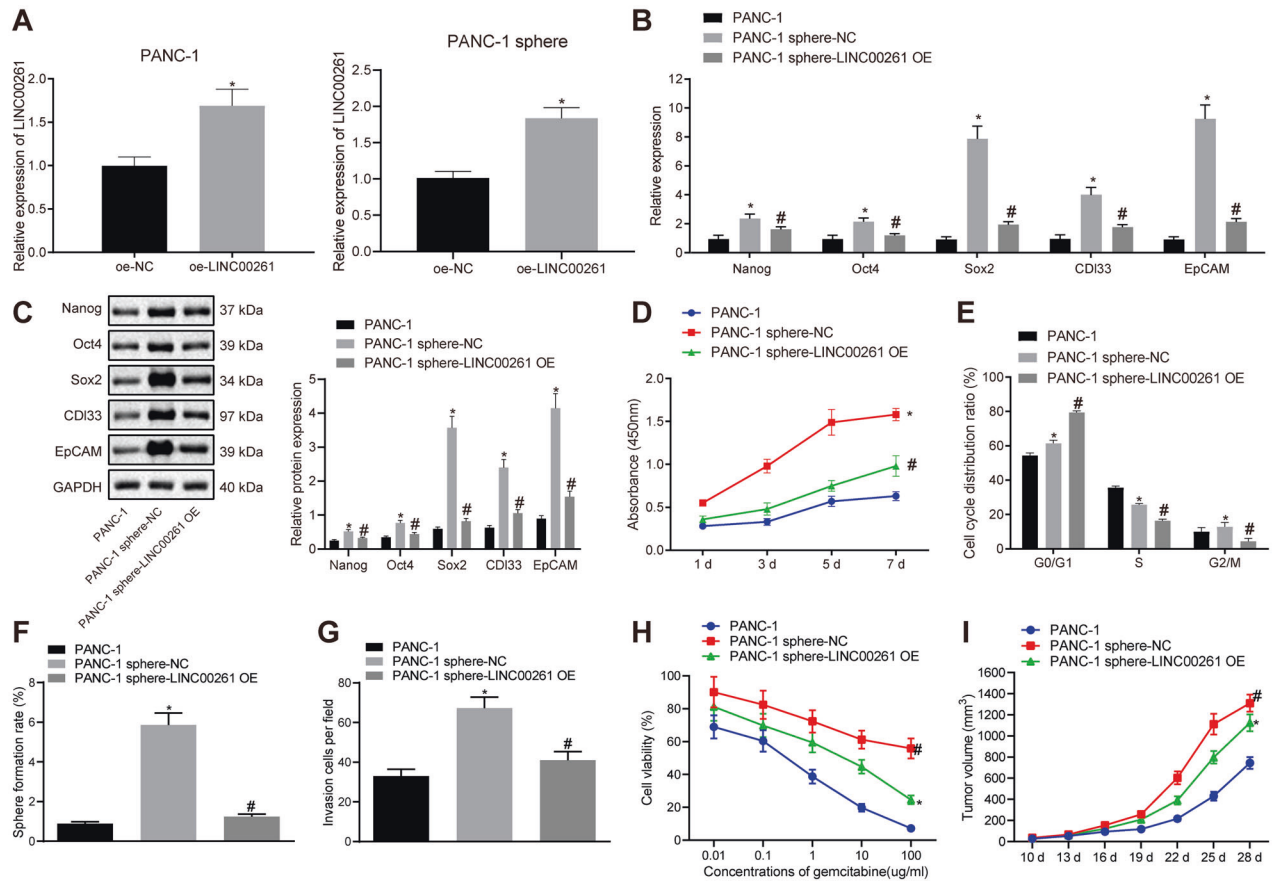 A
PANC-1
Relative expression of LINC00261
2.0
1.5
1.0
0.5
0.0
*
oe-NC
oe-LINC00261
PANC-1 sphere
Relative expression of LINC00261
2.5
2.0
1.5
1.0
0.5
0.0
*
oe-NC
oe-LINC00261
B
PANC-1
PANC-1 sphere-NC
PANC-1 sphere-LINC00261 OE
Relative expression
12
10
8
6
4
2
0
* # * # * # * # * #
Nanog Oct4 Sox2 CDI33 EpCAM
C
Nanog 37 kDa
Oct4 39 kDa
Sox2 34 kDa
CDI33 97 kDa
EpCAM 39 kDa
GAPDH 40 kDa
PANC-1
PANC-1 sphere-NC
PANC-1 sphere-LINC00261 OE
PANC-1
PANC-1 sphere-NC
PANC-1 sphere-LINC00261 OE
Relative protein expression
5
4
3
2
1
0
* # * # * # * # * #
Nanog Oct4 Sox2 CDI33 EpCAM
D
PANC-1
PANC-1 sphere-NC
PANC-1 sphere-LINC00261 OE
Absorbance (450nm)
2.0
1.5
1.0
0.5
0.0
*
#
1 d 3 d 5 d 7 d
E
PANC-1
PANC-1 sphere-NC
PANC-1 sphere-LINC00261 OE
Cell cycle distribution ratio (%)
100
80
60
40
20
0
* # * # * #
G0/G1 S G2/M
F
PANC-1
PANC-1 sphere-NC
PANC-1 sphere-LINC00261 OE
Sphere formation rate (%)
8
6
4
2
0
*
#
G
PANC-1
PANC-1 sphere-NC
PANC-1 sphere-LINC00261 OE
Invasion cells per field
80
60
40
20
0
*
#
H
PANC-1
PANC-1 sphere-NC
PANC-1 sphere-LINC00261 OE
Cell viability (%)
100
80
60
40
20
0
#
*
0.01 0.1 1 10 100
Concentrations of gemcitabine(ug/ml)
I
PANC-1
PANC-1 sphere-NC
PANC-1 sphere-LINC00261 OE
Tumor volume (mm³)
1600
1400
1200
1000
800
600
400
200
0
#
*
10 d 13 d 16 d 19 d 22 d 25 d 28 d